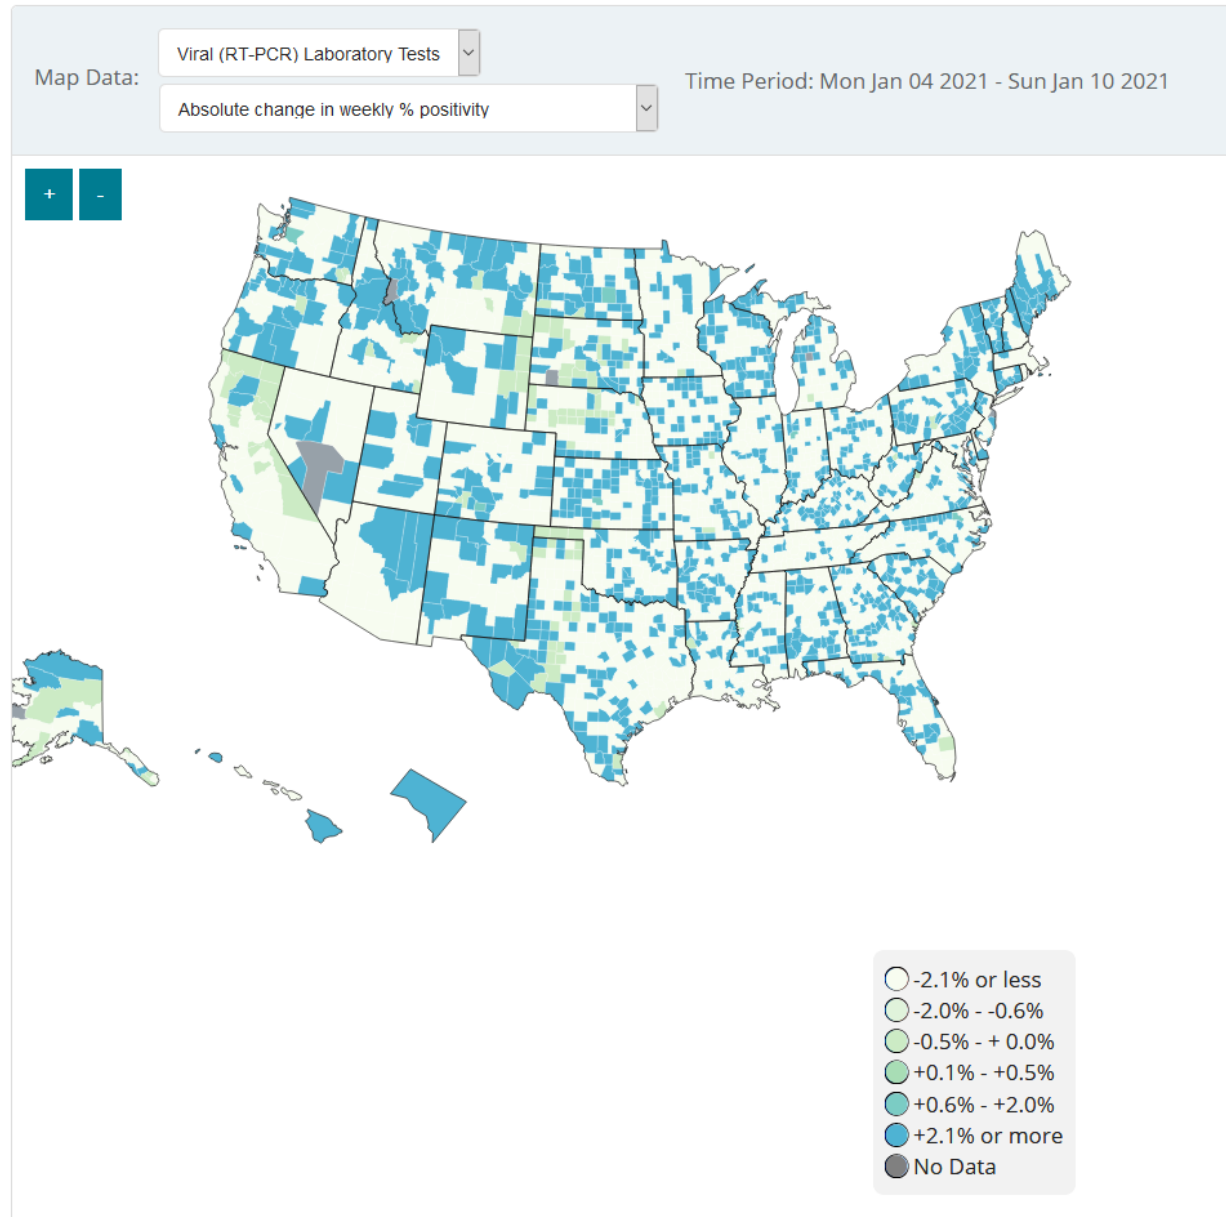 Map Data:
Viral (RT-PCR) Laboratory Tests
Absolute change in weekly % positivity
Time Period: Mon Jan 04 2021 - Sun Jan 10 2021
+
-
-2.1% or less
-2.0% - -0.6%
-0.5% - + 0.0%
+0.1% - +0.5%
+0.6% - +2.0%
+2.1% or more
No Data